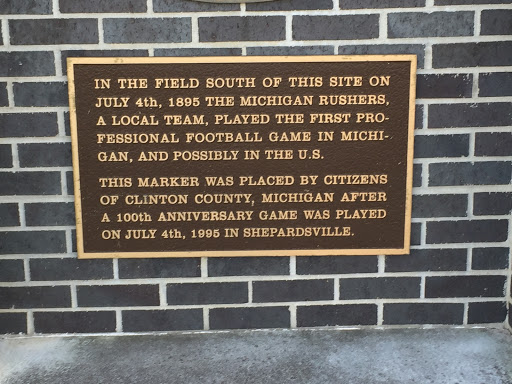 IN THE FIELD SOUTH OF THIS SITE ON
JULY 4th, 1895 THE MICHIGAN RUSHERS,
A LOCAL TEAM, PLAYED THE FIRST PRO-
FESSIONAL FOOTBALL GAME IN MICHI-
GAN, AND POSSIBLY IN THE U.S.
THIS MARKER WAS PLACED BY CITIZENS
OF CLINTON COUNTY, MICHIGAN AFTER
A 100th ANNIVERSARY GAME WAS PLAYED
ON JULY 4th, 1995 IN SHEPARDSVILLE.